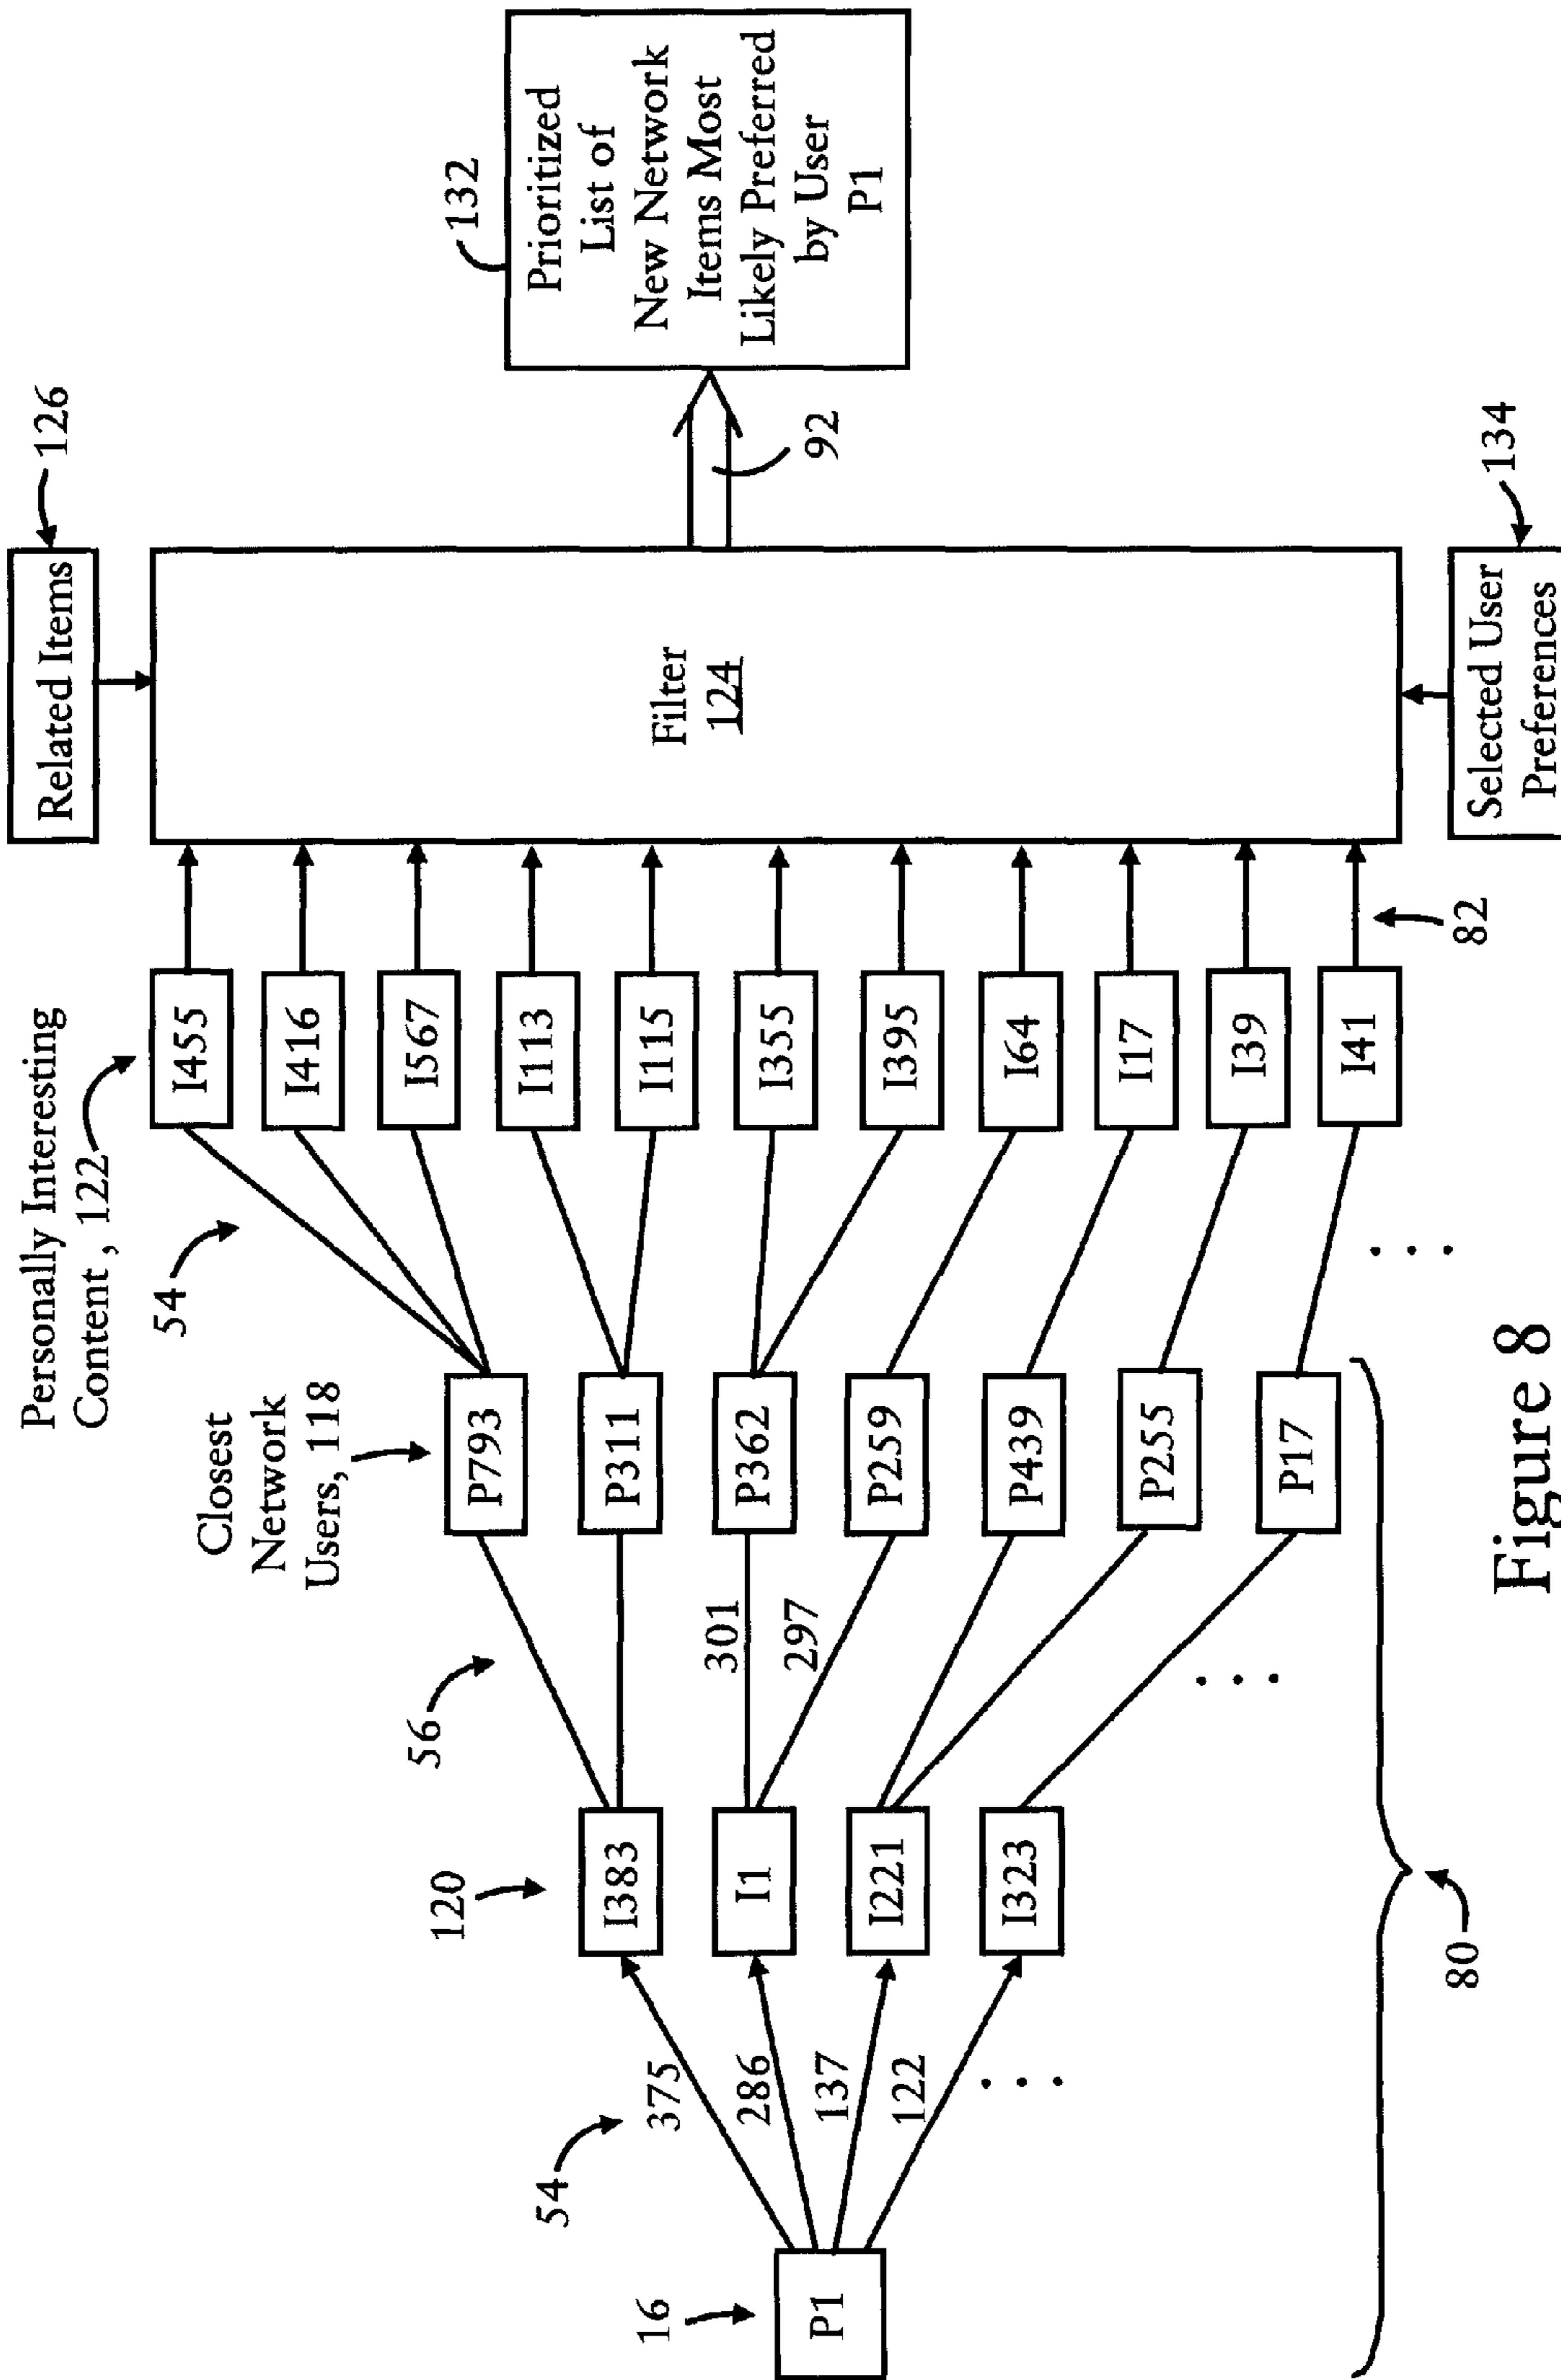 16
P1
54
375
286
137
122
120
I383
I1
I221
I323
56
301
297
Closest
Network
Users, 118
P793
P311
P362
P259
P439
P255
P17
54
Personally Interesting
Content , 122
I455
I416
I567
I113
I115
I355
I395
I64
I17
I39
I41
82
80
Related Items
126
Filter
124
Selected User
Preferences
134
92
132
Prioritized
List of
New Network
Items Most
Likely Preferred
by User
P1
Figure 8